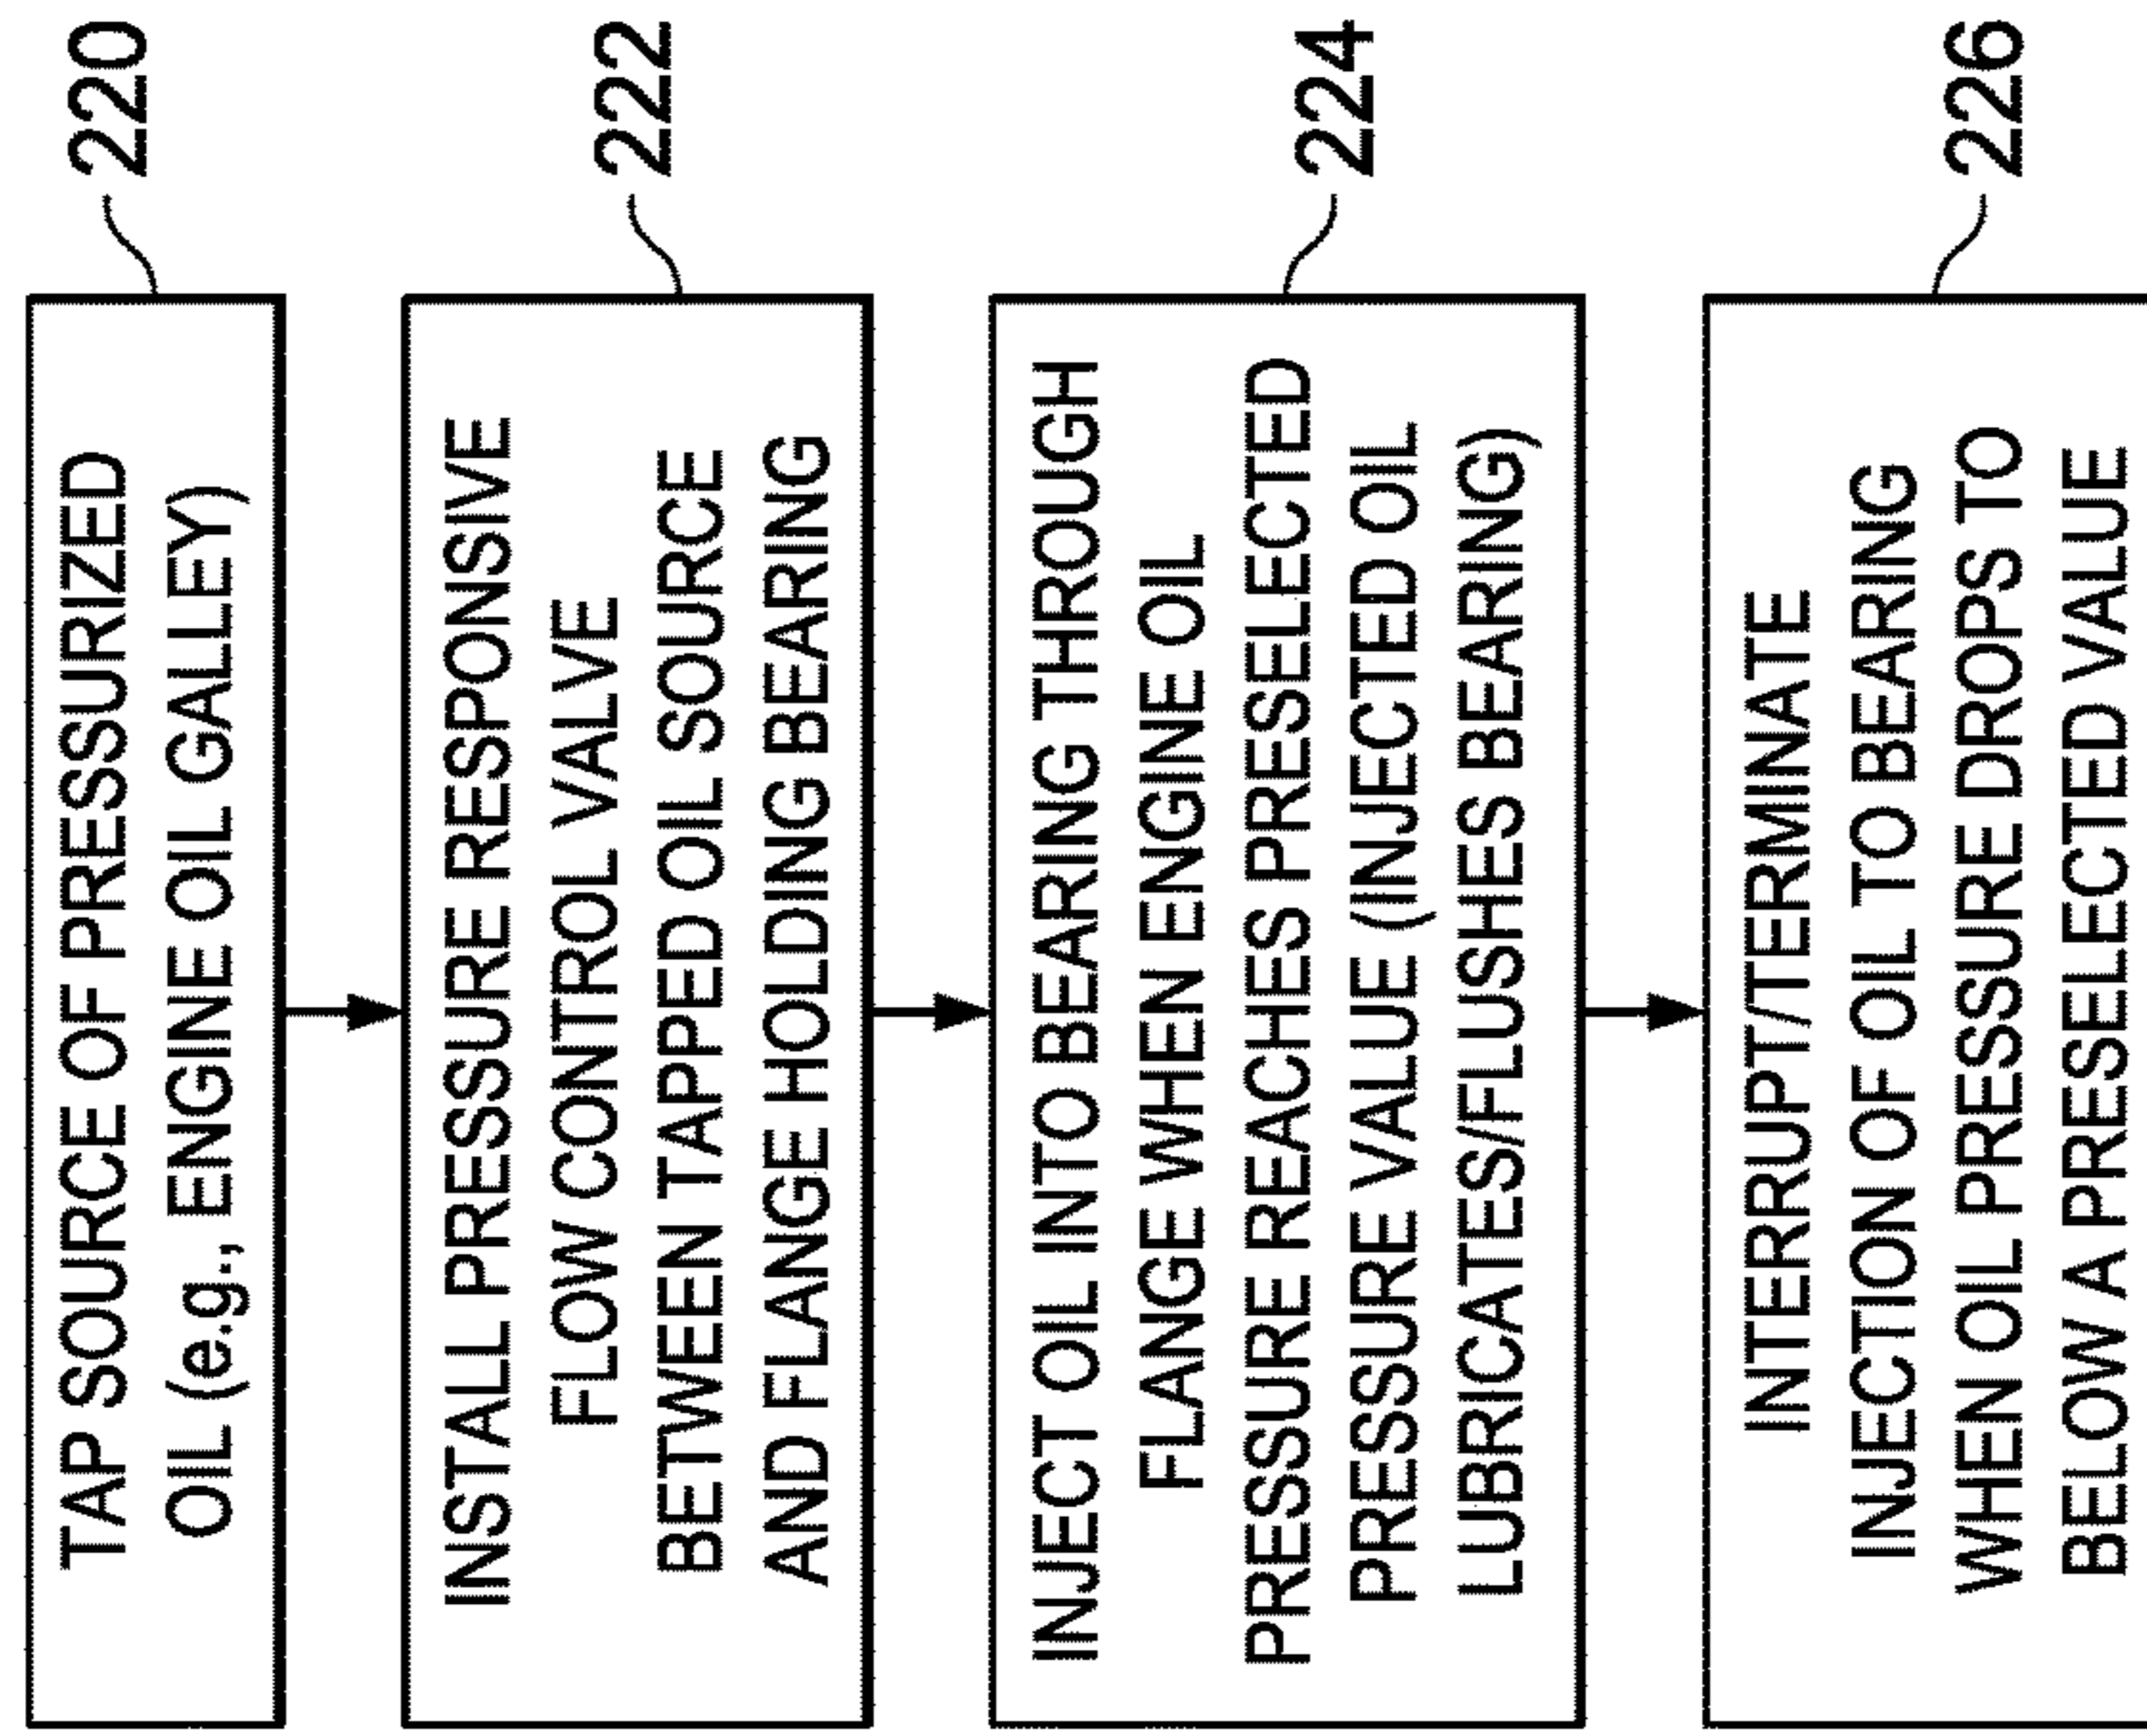 TAP SOURCE OF PRESSURIZED
OIL (e.g., ENGINE OIL GALLEY)
220
INSTALL PRESSURE RESPONSIVE
FLOW CONTROL VALVE
BETWEEN TAPPED OIL SOURCE
AND FLANGE HOLDING BEARING
222
INJECT OIL INTO BEARING THROUGH
FLANGE WHEN ENGINE OIL
PRESSURE REACHES PRESELECTED
PRESSURE VALUE (INJECTED OIL
LUBRICATES/FLUSHES BEARING)
224
INTERRUPT/TERMINATE
INJECTION OF OIL TO BEARING
WHEN OIL PRESSURE DROPS TO
BELOW A PRESELECTED VALUE
226